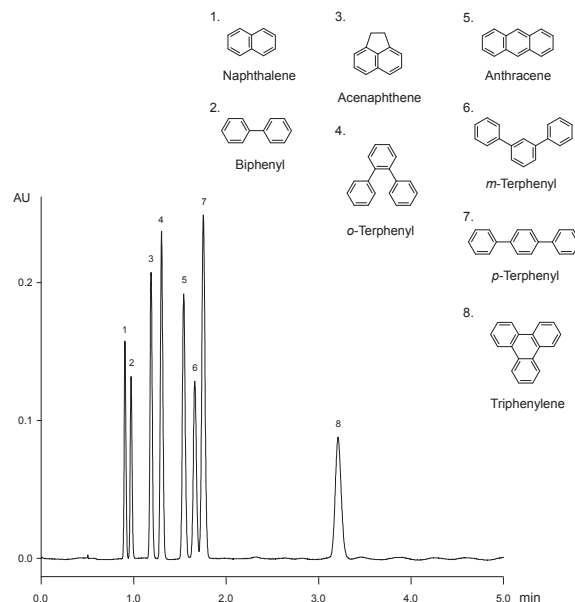 1.
Naphthalene
2.
Biphenyl
3.
Acenaphthene
4.
o-Terphenyl
5.
Anthracene
6.
m-Terphenyl
7.
p-Terphenyl
8.
Triphenylene
AU
0.2
0.1
0.0
1
2
3
4
5
6
7
8
0.0 1.0 2.0 3.0 4.0 5.0 min